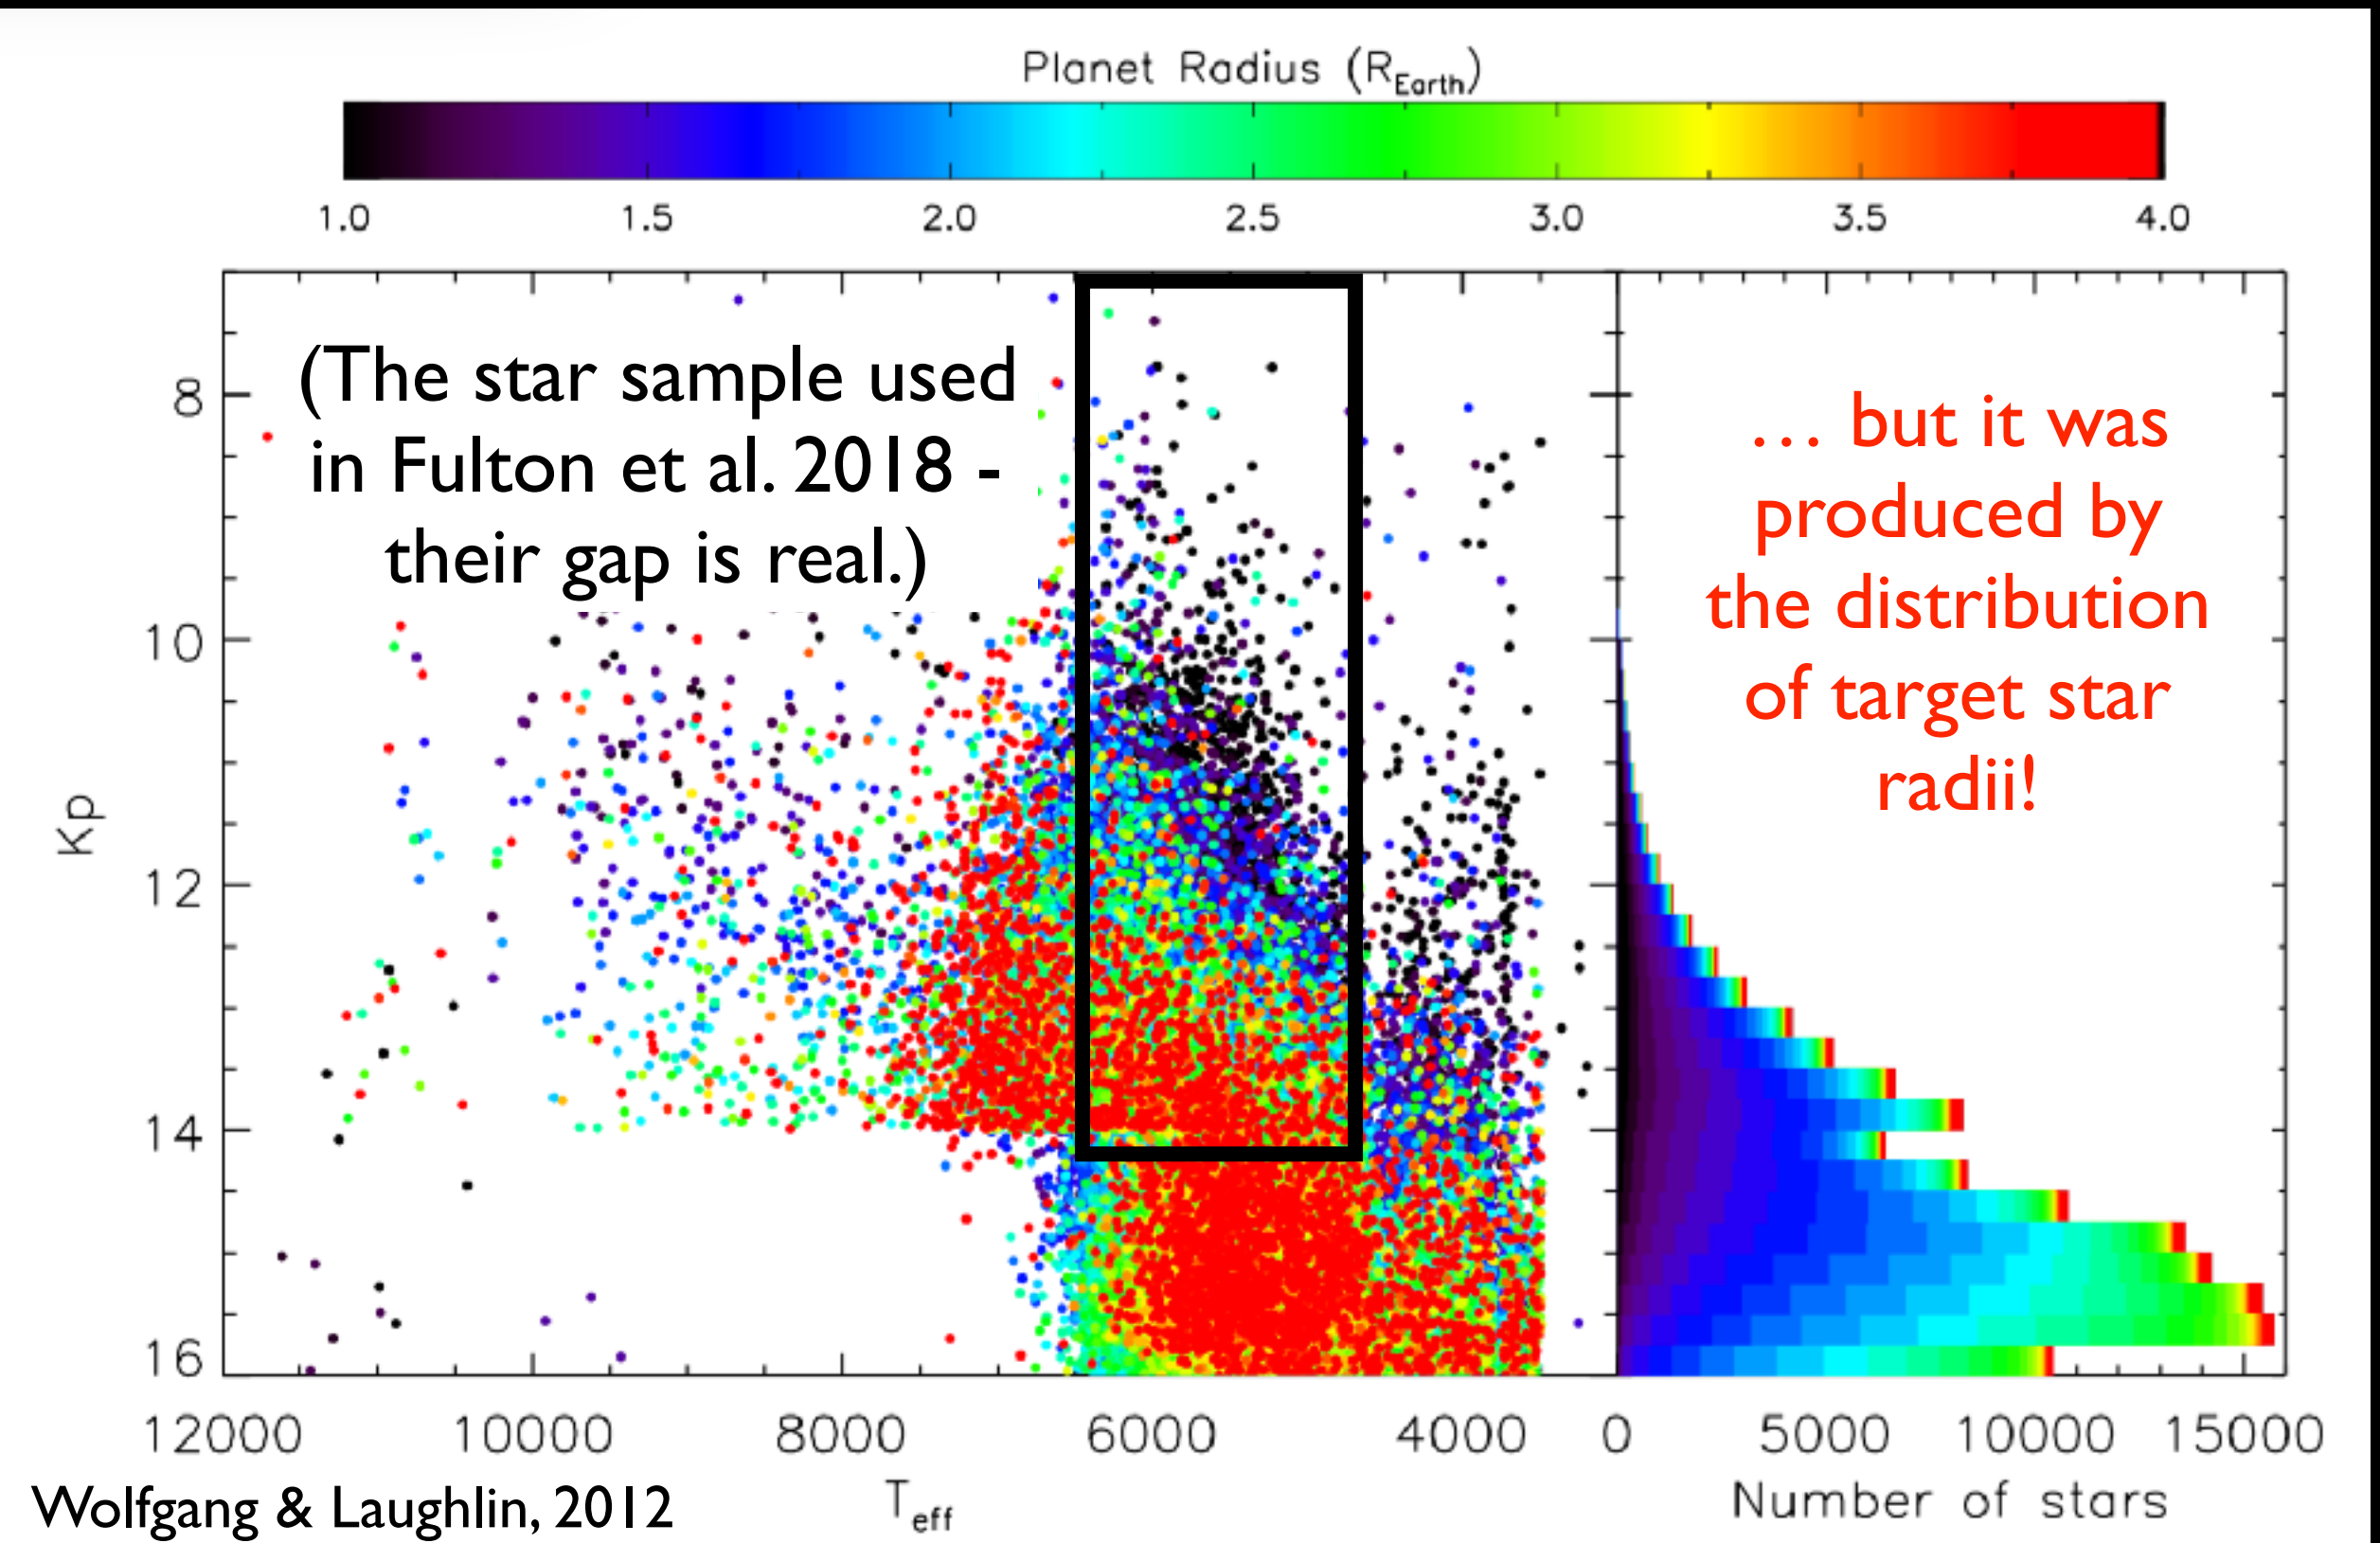 Planet Radius (R_Earth)
1.0 1.5 2.0 2.5 3.0 3.5 4.0
(The star sample used
in Fulton et al. 2018 -
their gap is real.)
... but it was
produced by
the distribution
of target star
radii!
Kp
8
10
12
14
16
12000 10000 8000 6000 4000 0 5000 10000 15000
T_eff
Number of stars
Wolfgang & Laughlin, 2012